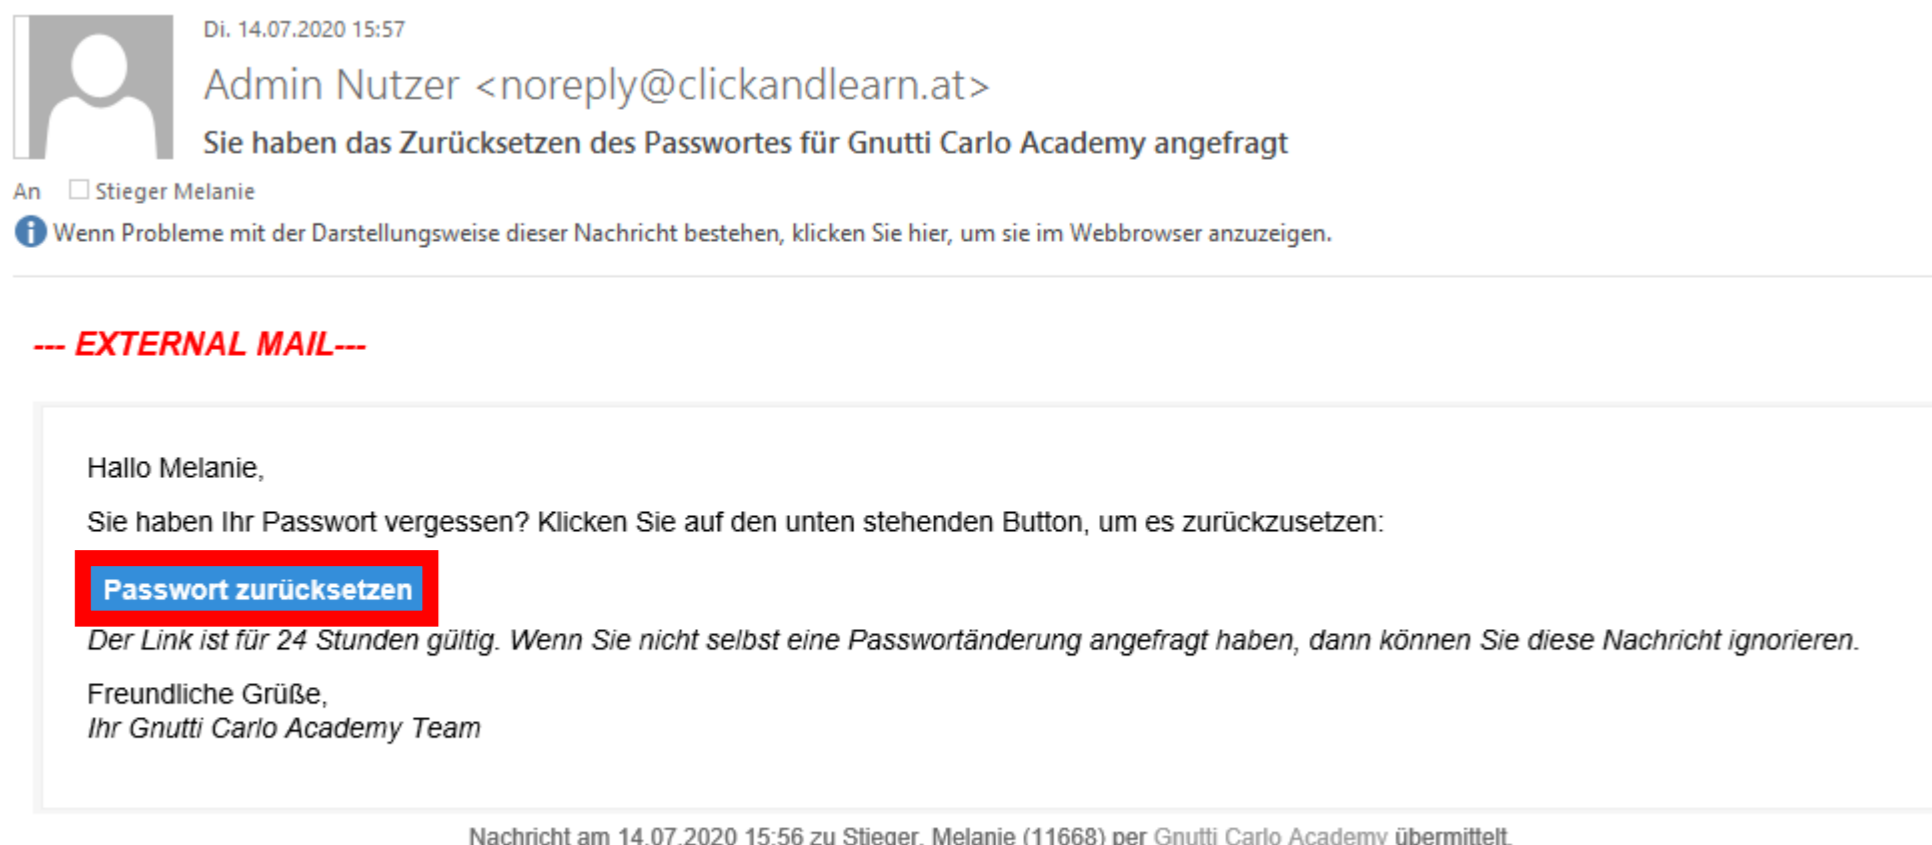 Di. 14.07.2020 15:57
Admin Nutzer <noreply@clickandlearn.at>
Sie haben das Zurücksetzen des Passwortes für Gnutti Carlo Academy angefragt
An Stieger Melanie
Wenn Probleme mit der Darstellungsweise dieser Nachricht bestehen, klicken Sie hier, um sie im Webbrowser anzuzeigen.
--- EXTERNAL MAIL---
Hallo Melanie,
Sie haben Ihr Passwort vergessen? Klicken Sie auf den unten stehenden Button, um es zurückzusetzen:
Passwort zurücksetzen
Der Link ist für 24 Stunden gültig. Wenn Sie nicht selbst eine Passwortänderung angefragt haben, dann können Sie diese Nachricht ignorieren.
Freundliche Grüße,
Ihr Gnutti Carlo Academy Team
Nachricht am 14.07.2020 15:56 zu Stieger, Melanie (11668) per Gnutti Carlo Academy übermittelt.